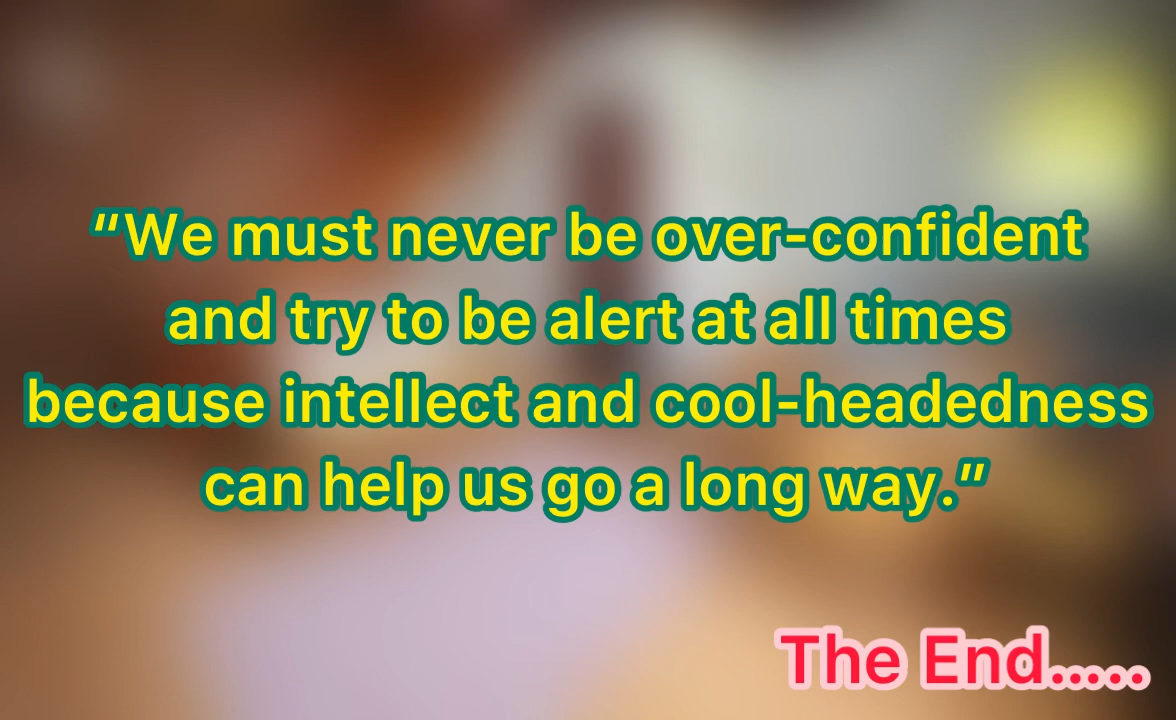 “We must never be over-confident
and try to be alert at all times
because intellect and cool-headedness
can help us go a long way.”
The End.....